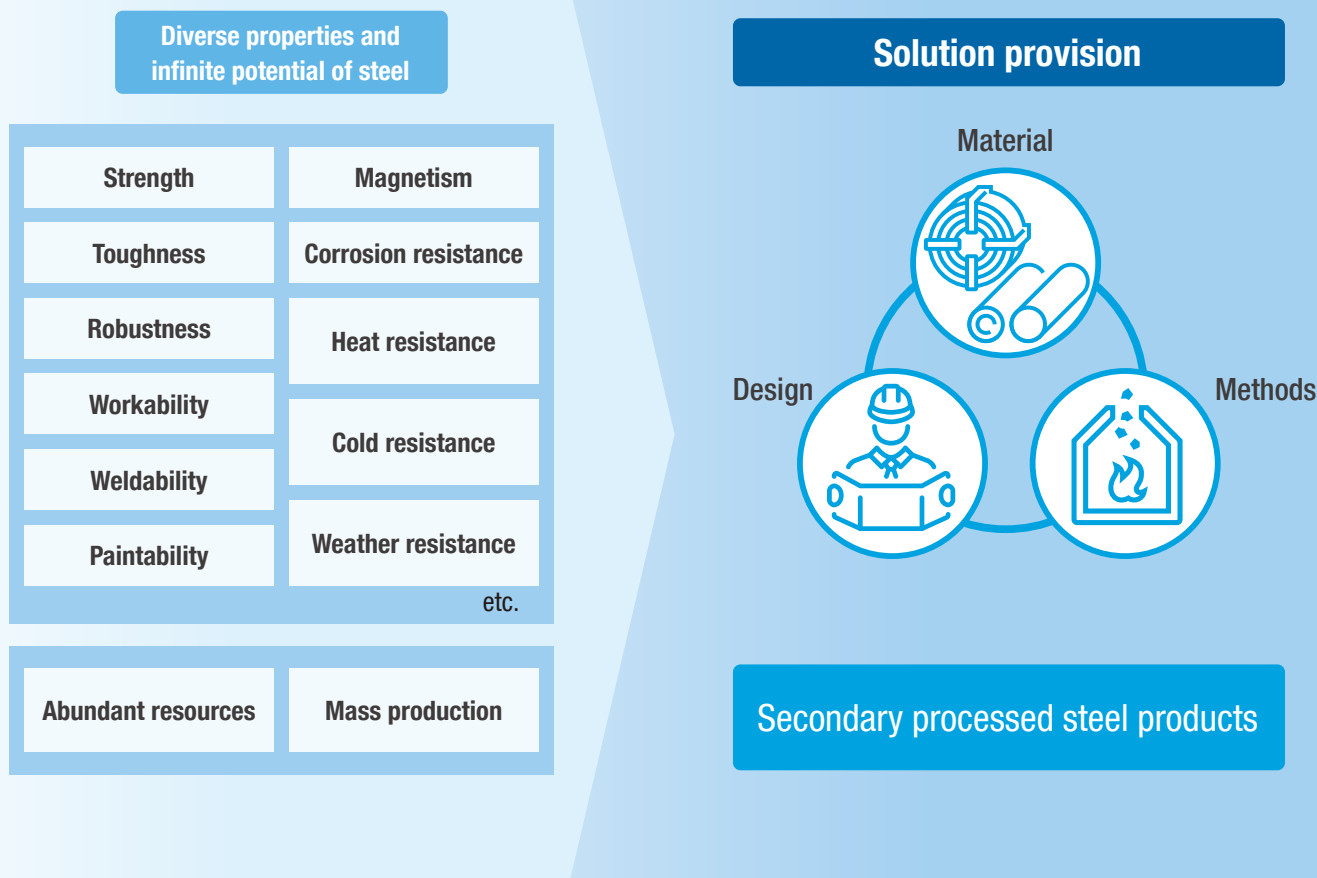 Diverse properties and
infinite potential of steel
Strength
Toughness
Robustness
Workability
Weldability
Paintability
Magnetism
Corrosion resistance
Heat resistance
Cold resistance
Weather resistance
etc.
Abundant resources
Mass production
Solution provision
Material
Design
Methods
Secondary processed steel products